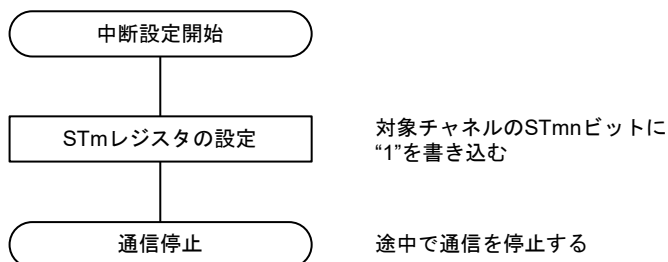 中断設定開始
STmレジスタの設定
対象チャネルのSTmnビットに
“1”を書き込む
通信停止
途中で通信を停止する